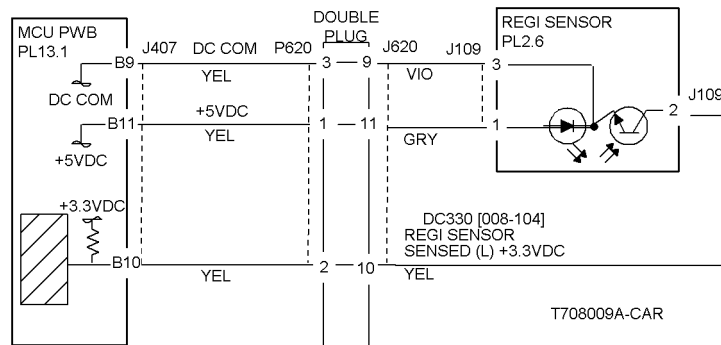 MCU PWB
PL13.1
B9
J407
DC COM
P620
DOUBLE
PLUG
3
9
J620
J109
REGI SENSOR
PL2.6
3
YEL
VIO
DC COM
B11
+5VDC
YEL
1
11
GRY
1
2
J109
+5VDC
+3.3VDC
B10
YEL
2
10
YEL
DC330 [008-104]
REGI SENSOR
SENSED (L) +3.3VDC
T708009A-CAR